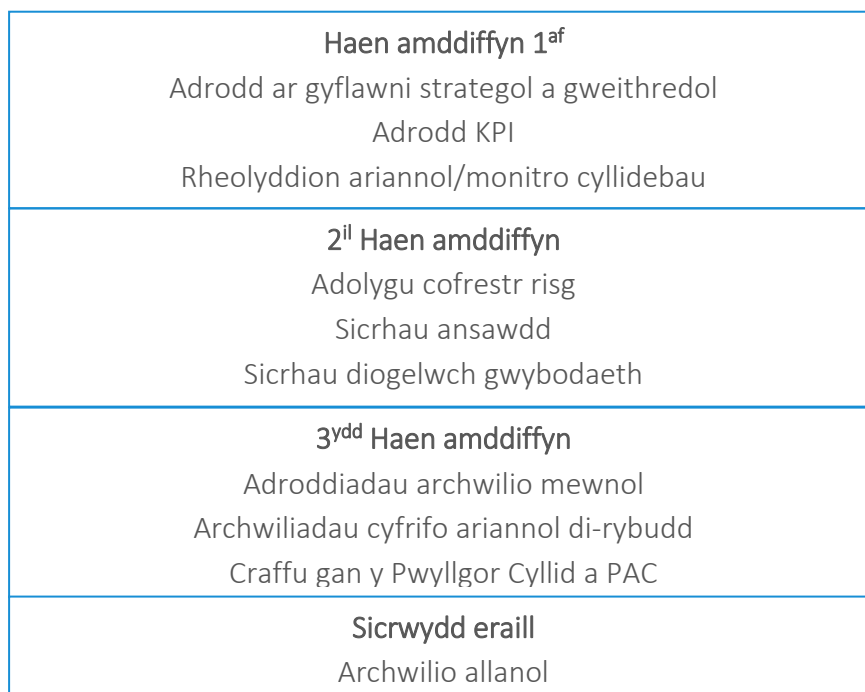 Haen amddiffyn 1af
Adrodd ar gyflawni strategol a gweithredol
Adrodd KPI
Rheolyddion ariannol/monitro cyllidebau
2il Haen amddiffyn
Adolygu cofrestr risg
Sicrhau ansawdd
Sicrhau diogelwch gwybodaeth
3ydd Haen amddiffyn
Adroddiadau archwilio mewnol
Archwiliadau cyfrifo ariannol di-rybudd
Craffu gan y Pwyllgor Cyllid a PAC
Sicrwydd eraill
Archwilio allanol